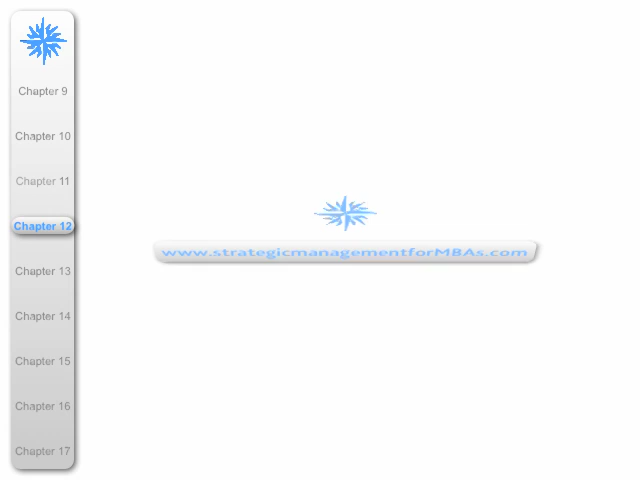 Chapter 9
Chapter 10
Chapter 11
Chapter 12
Chapter 13
Chapter 14
Chapter 15
Chapter 16
Chapter 17
www.strategicmanagementforMBAs.com